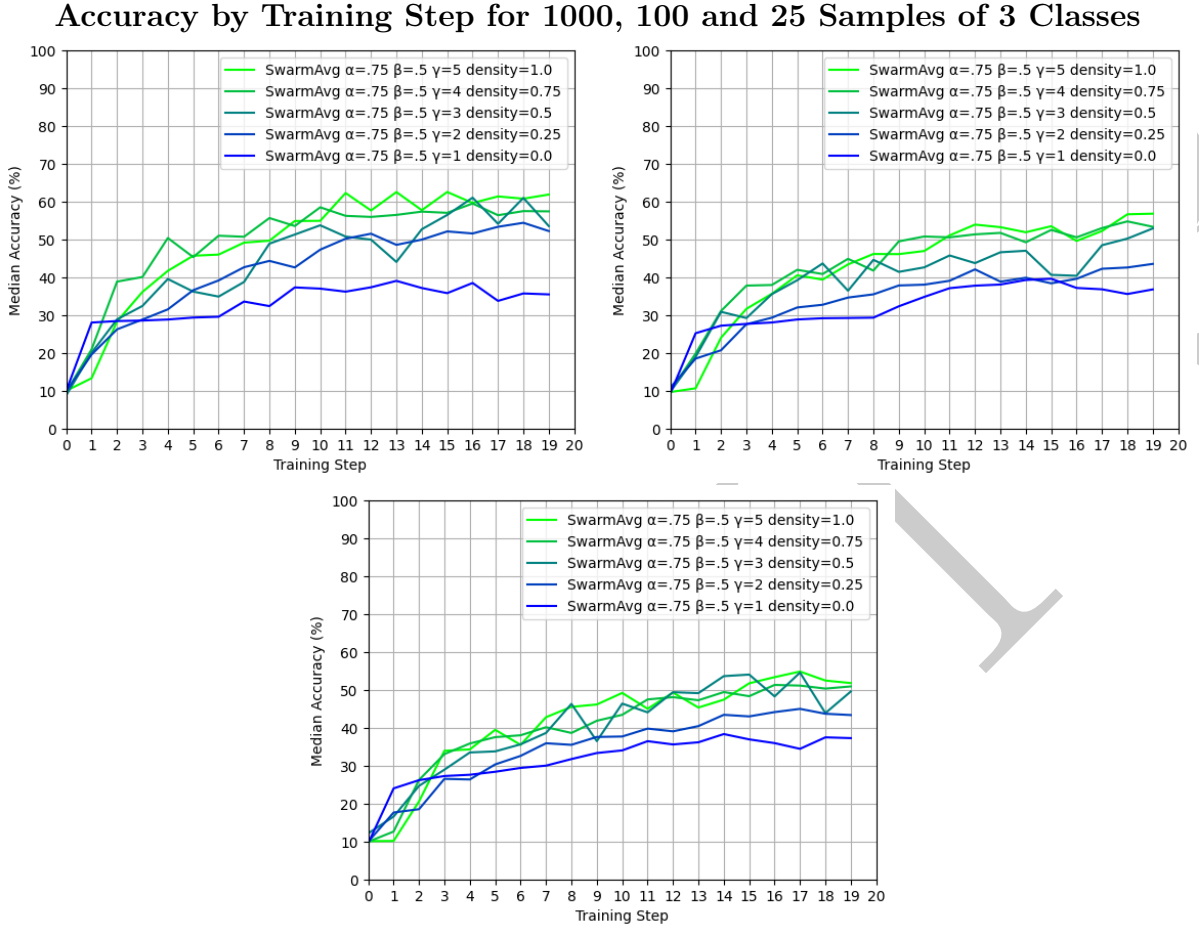 Accuracy by Training Step for 1000, 100 and 25 Samples of 3 Classes
100
90
80
70
60
50
40
30
20
10
0
Median Accuracy (%)
SwarmAvg α=.75 β=.5 γ=5 density=1.0
SwarmAvg α=.75 β=.5 γ=4 density=0.75
SwarmAvg α=.75 β=.5 γ=3 density=0.5
SwarmAvg α=.75 β=.5 γ=2 density=0.25
SwarmAvg α=.75 β=.5 γ=1 density=0.0
0 1 2 3 4 5 6 7 8 9 10 11 12 13 14 15 16 17 18 19 20
Training Step
100
90
80
70
60
50
40
30
20
10
0
Median Accuracy (%)
SwarmAvg α=.75 β=.5 γ=5 density=1.0
SwarmAvg α=.75 β=.5 γ=4 density=0.75
SwarmAvg α=.75 β=.5 γ=3 density=0.5
SwarmAvg α=.75 β=.5 γ=2 density=0.25
SwarmAvg α=.75 β=.5 γ=1 density=0.0
0 1 2 3 4 5 6 7 8 9 10 11 12 13 14 15 16 17 18 19 20
Training Step
100
90
80
70
60
50
40
30
20
10
0
Median Accuracy (%)
SwarmAvg α=.75 β=.5 γ=5 density=1.0
SwarmAvg α=.75 β=.5 γ=4 density=0.75
SwarmAvg α=.75 β=.5 γ=3 density=0.5
SwarmAvg α=.75 β=.5 γ=2 density=0.25
SwarmAvg α=.75 β=.5 γ=1 density=0.0
0 1 2 3 4 5 6 7 8 9 10 11 12 13 14 15 16 17 18 19 20
Training Step